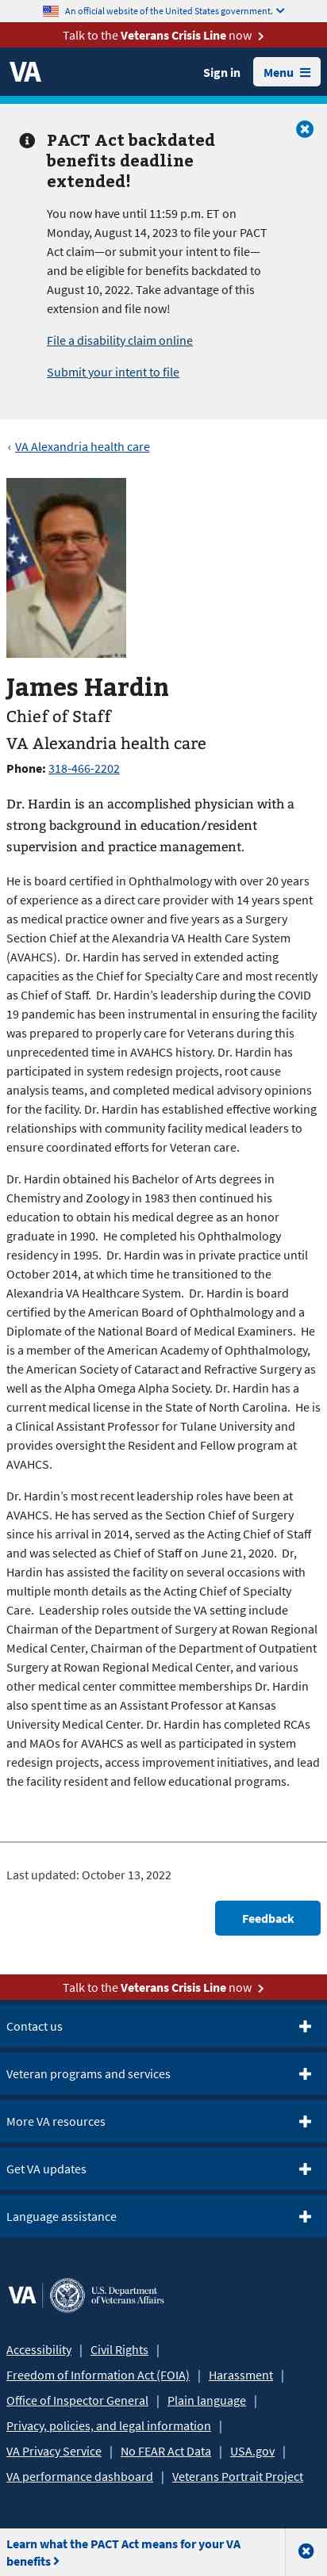 An official website of the United States government.
Talk to the Veterans Crisis Line now
VA
Sign in
Menu
PACT Act backdated
benefits deadline
extended!
You now have until 11:59 p.m. ET on
Monday, August 14, 2023 to file your PACT
Act claim—or submit your intent to file—
and be eligible for benefits backdated to
August 10, 2022. Take advantage of this
extension and file now!
File a disability claim online
Submit your intent to file
‹ VA Alexandria health care
James Hardin
Chief of Staff
VA Alexandria health care
Phone: 318-466-2202
Dr. Hardin is an accomplished physician with a
strong background in education/resident
supervision and practice management.
He is board certified in Ophthalmology with over 20 years
of experience as a direct care provider with 14 years spent
as medical practice owner and five years as a Surgery
Section Chief at the Alexandria VA Health Care System
(AVAHCS).  Dr. Hardin has served in extended acting
capacities as the Chief for Specialty Care and most recently
as Chief of Staff.  Dr. Hardin’s leadership during the COVID
19 pandemic has been instrumental in ensuring the facility
was prepared to properly care for Veterans during this
unprecedented time in AVAHCS history. Dr. Hardin has
participated in system redesign projects, root cause
analysis teams, and completed medical advisory opinions
for the facility. Dr. Hardin has established effective working
relationships with community facility medical leaders to
ensure coordinated efforts for Veteran care.
Dr. Hardin obtained his Bachelor of Arts degrees in
Chemistry and Zoology in 1983 then continued his
education to obtain his medical degree as an honor
graduate in 1990.  He completed his Ophthalmology
residency in 1995.  Dr. Hardin was in private practice until
October 2014, at which time he transitioned to the
Alexandria VA Healthcare System.  Dr. Hardin is board
certified by the American Board of Ophthalmology and a
Diplomate of the National Board of Medical Examiners.  He
is a member of the American Academy of Ophthalmology,
the American Society of Cataract and Refractive Surgery as
well as the Alpha Omega Alpha Society. Dr. Hardin has a
current medical license in the State of North Carolina.  He is
a Clinical Assistant Professor for Tulane University and
provides oversight the Resident and Fellow program at
AVAHCS.
Dr. Hardin’s most recent leadership roles have been at
AVAHCS. He has served as the Section Chief of Surgery
since his arrival in 2014, served as the Acting Chief of Staff
and was selected as Chief of Staff on June 21, 2020.  Dr,
Hardin has assisted the facility on several occasions with
multiple month details as the Acting Chief of Specialty
Care.  Leadership roles outside the VA setting include
Chairman of the Department of Surgery at Rowan Regional
Medical Center, Chairman of the Department of Outpatient
Surgery at Rowan Regional Medical Center, and various
other medical center committee memberships Dr. Hardin
also spent time as an Assistant Professor at Kansas
University Medical Center. Dr. Hardin has completed RCAs
and MAOs for AVAHCS as well as participated in system
redesign projects, access improvement initiatives, and lead
the facility resident and fellow educational programs.
Last updated: October 13, 2022
Feedback
Talk to the Veterans Crisis Line now
Contact us
Veteran programs and services
More VA resources
Get VA updates
Language assistance
VA
U.S. Department
of Veterans Affairs
Accessibility | Civil Rights |
Freedom of Information Act (FOIA) | Harassment |
Office of Inspector General | Plain language |
Privacy, policies, and legal information |
VA Privacy Service | No FEAR Act Data | USA.gov |
VA performance dashboard | Veterans Portrait Project
Learn what the PACT Act means for your VA
benefits